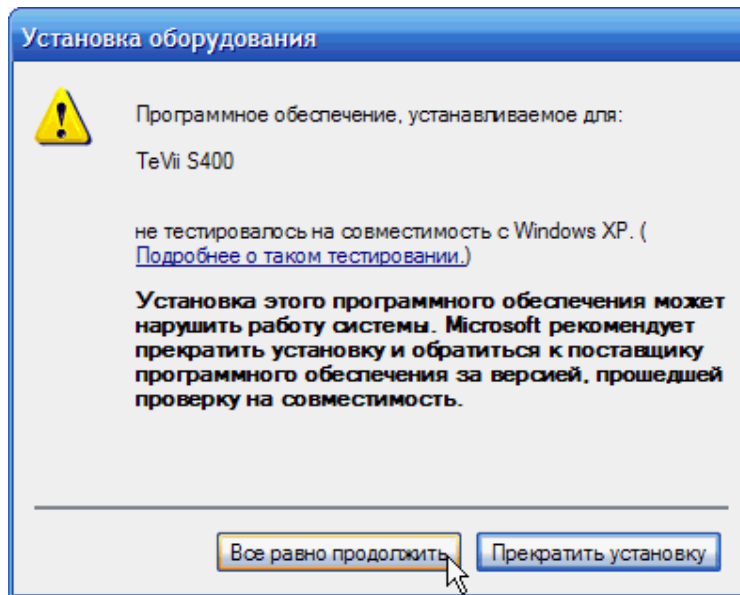 Установка оборудования
Программное обеспечение, устанавливаемое для:
TeVii S400
не тестировалось на совместимость с Windows XP. (
Подробнее о таком тестировании.)
Установка этого программного обеспечения может
нарушить работу системы. Microsoft рекомендует
прекратить установку и обратиться к поставщику
программного обеспечения за версией, прошедшей
проверку на совместимость.
Все равно продолжить
Прекратить установку